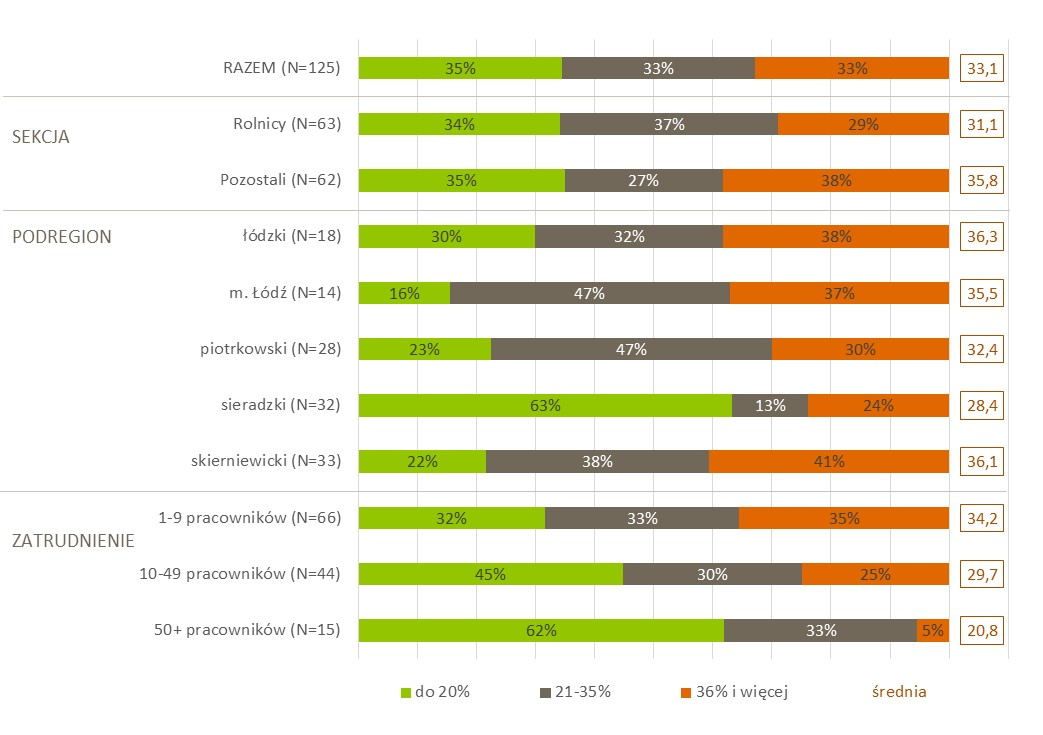 RAZEM (N=125) 35% 33% 33% 33,1
SEKCJA
Rolnicy (N=63) 34% 37% 29% 31,1
Pozostali (N=62) 35% 27% 38% 35,8
PODREGION
łódzki (N=18) 30% 32% 38% 36,3
m. Łódź (N=14) 16% 47% 37% 35,5
piotrkowski (N=28) 23% 47% 30% 32,4
sieradzki (N=32) 63% 13% 24% 28,4
skierniewicki (N=33) 22% 38% 41% 36,1
ZATRUDNIENIE
1-9 pracowników (N=66) 32% 33% 35% 34,2
10-49 pracowników (N=44) 45% 30% 25% 29,7
50+ pracowników (N=15) 62% 33% 5% 20,8
do 20% 21-35% 36% i więcej średnia